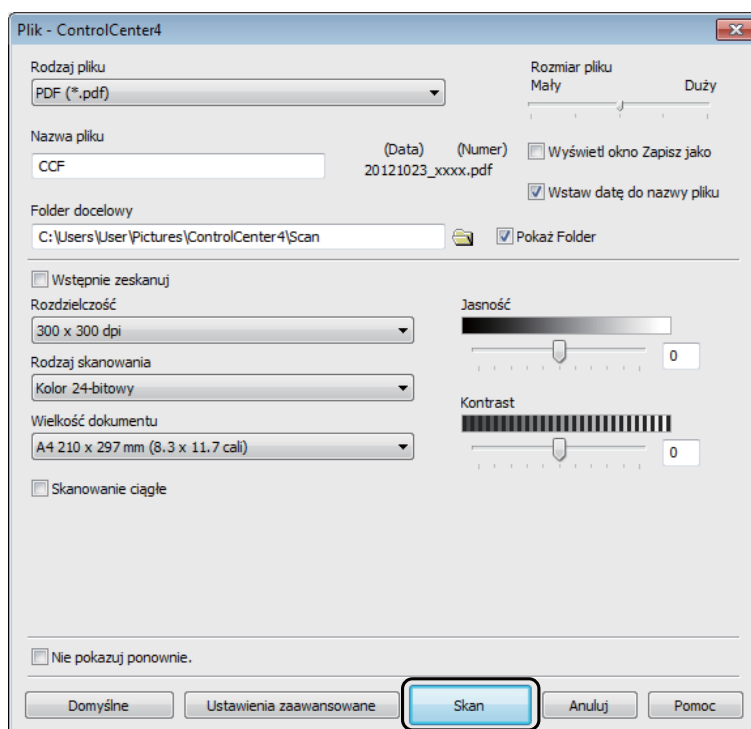 Plik - ControlCenter4
Rodzaj pliku
PDF (*.pdf)
Rozmiar pliku
Mały Duży
Nazwa pliku
CCF
(Data) (Numer)
20121023_xxxx.pdf
Wyświetl okno Zapisz jako
Wstaw datę do nazwy pliku
Folder docelowy
C:\Users\User\Pictures\ControlCenter4\Scan
Pokaż Folder
Wstępnie zeskanuj
Rozdzielczość
300 x 300 dpi
Rodzaj skanowania
Kolor 24-bitowy
Wielkość dokumentu
A4 210 x 297 mm (8.3 x 11.7 cali)
Skanowanie ciągłe
Jasność
0
Kontrast
0
Nie pokazuj ponownie.
Domyślne Ustawienia zaawansowane Skan Anuluj Pomoc